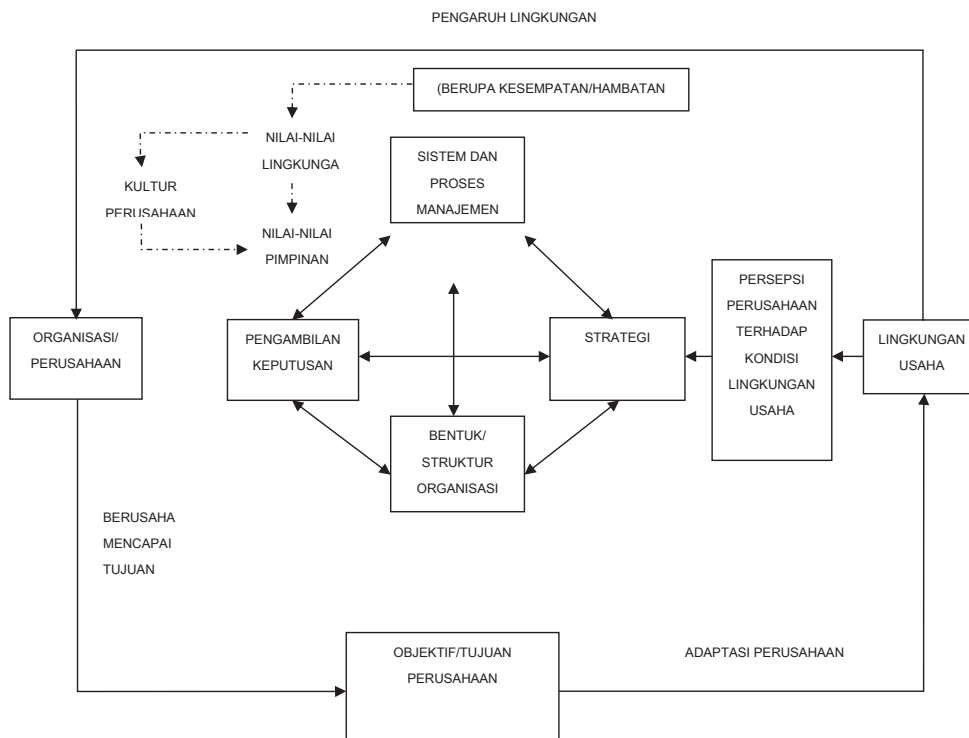 PENGARUH LINGKUNGAN
(BERUPA KESEMPATAN/HAMBATAN
NILAI-NILAI
LINGKUNGA
KULTUR
PERUSAHAAN
NILAI-NILAI
PIMPINAN
SISTEM DAN
PROSES
MANAJEMEN
ORGANISASI/
PERUSAHAAN
PENGAMBILAN
KEPUTUSAN
STRATEGI
PERSEPSI
PERUSAHAAN
TERHADAP
KONDISI
LINGKUNGAN
USAHA
LINGKUNGAN
USAHA
BENTUK/
STRUKTUR
ORGANISASI
BERUSAHA
MENCAPAI
TUJUAN
OBJEKTIF/TUJUAN
PERUSAHAAN
ADAPTASI PERUSAHAAN